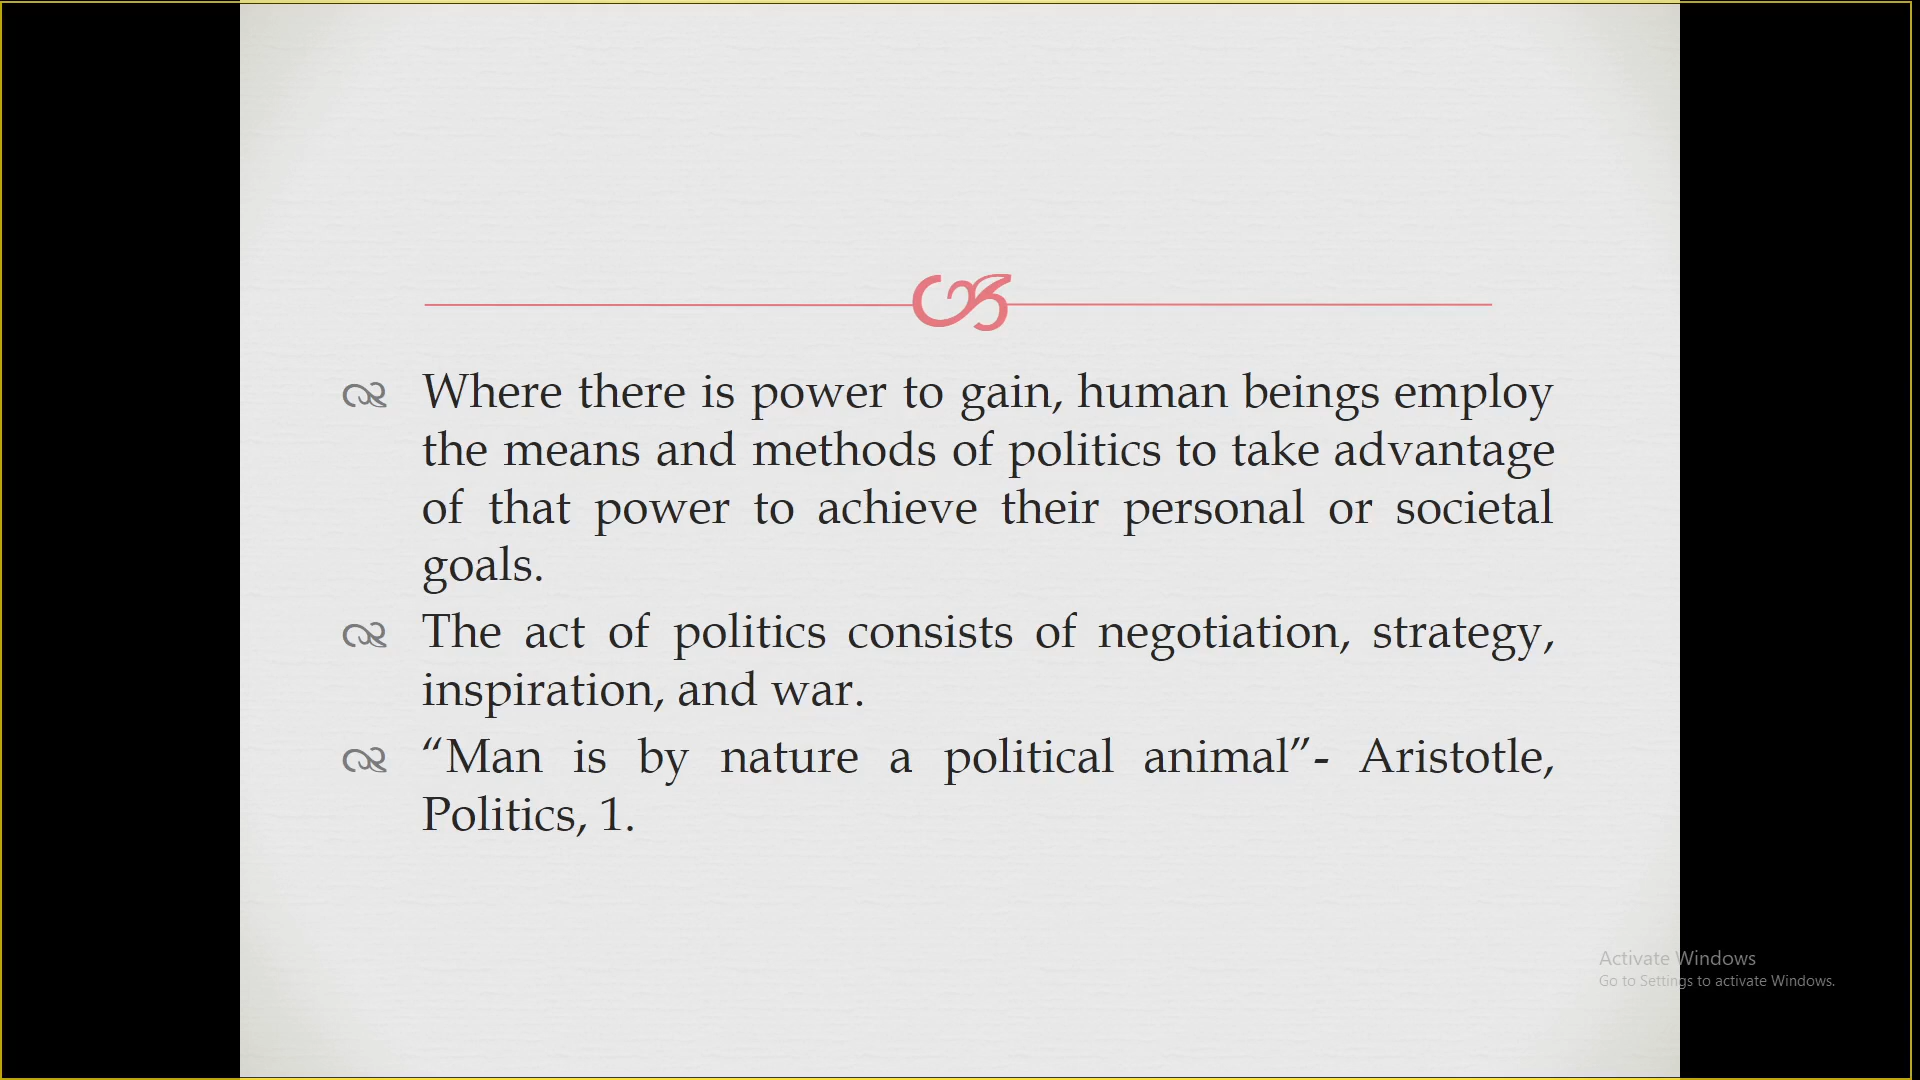 Where there is power to gain, human beings employ
the means and methods of politics to take advantage
of that power to achieve their personal or societal
goals.
The act of politics consists of negotiation, strategy,
inspiration, and war.
“Man is by nature a political animal”- Aristotle,
Politics, 1.
Activate Windows
Go to Settings to activate Windows.